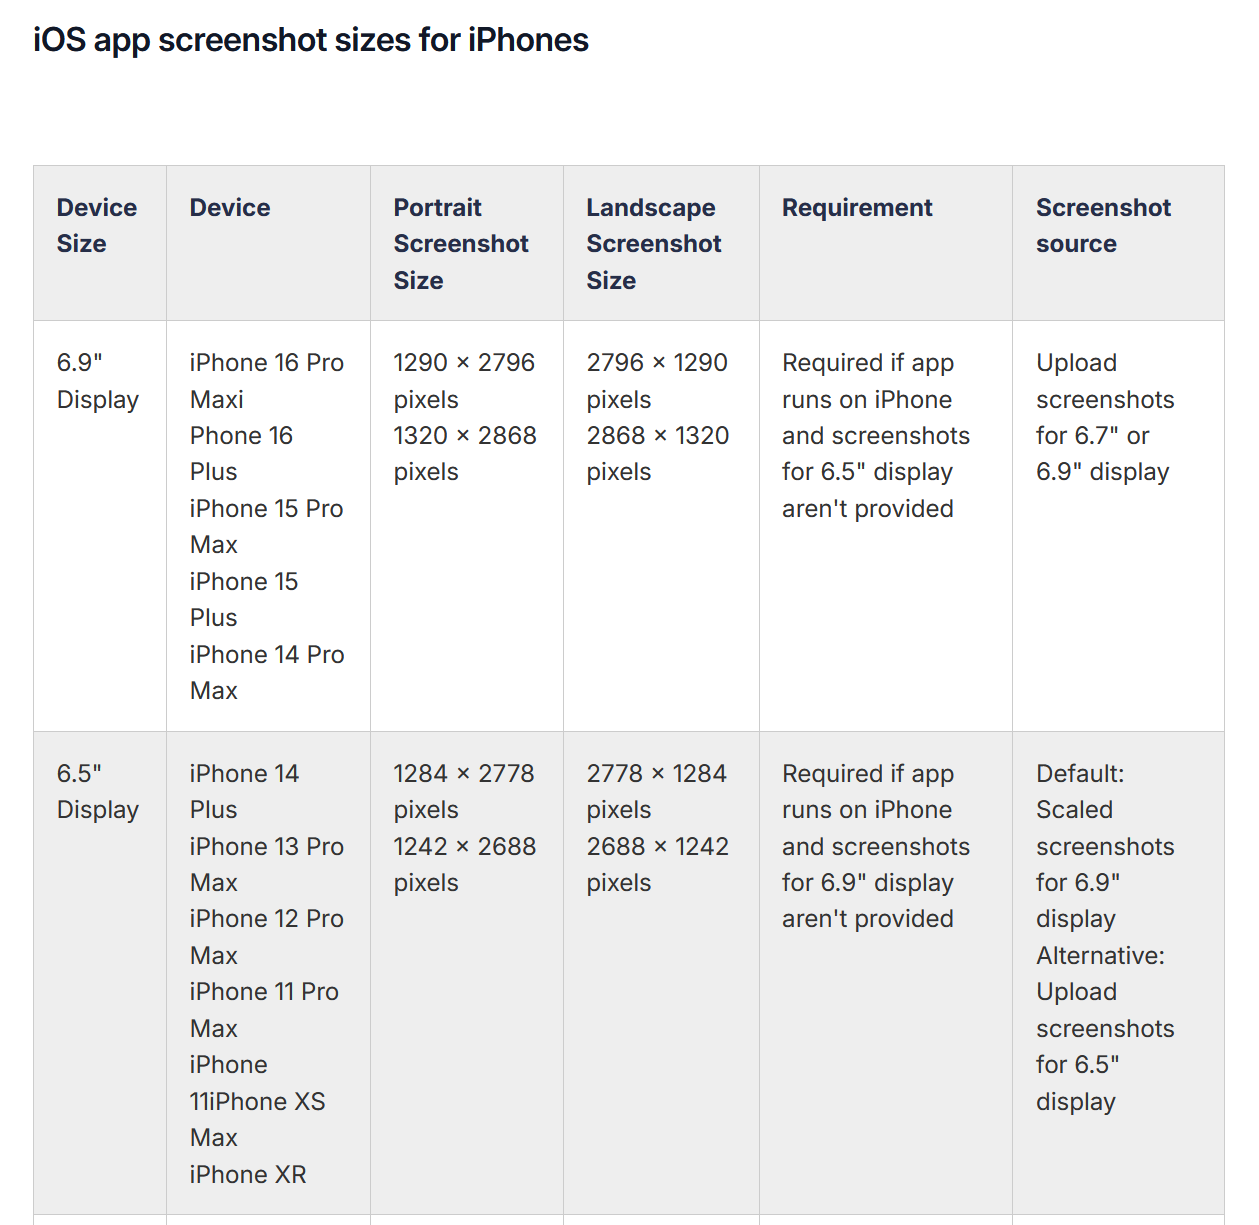 iOS app screenshot sizes for iPhones
Device
Size
Device
Portrait
Screenshot
Size
Landscape
Screenshot
Size
Requirement
Screenshot
source
6.9"
Display
iPhone 16 Pro
Maxi
Phone 16
Plus
iPhone 15 Pro
Max
iPhone 15
Plus
iPhone 14 Pro
Max
1290 × 2796
pixels
1320 × 2868
pixels
2796 × 1290
pixels
2868 × 1320
pixels
Required if app
runs on iPhone
and screenshots
for 6.5" display
aren't provided
Upload
screenshots
for 6.7" or
6.9" display
6.5"
Display
iPhone 14
Plus
iPhone 13 Pro
Max
iPhone 12 Pro
Max
iPhone 11 Pro
Max
iPhone
11iPhone XS
Max
iPhone XR
1284 × 2778
pixels
1242 × 2688
pixels
2778 × 1284
pixels
2688 × 1242
pixels
Required if app
runs on iPhone
and screenshots
for 6.9" display
aren't provided
Default:
Scaled
screenshots
for 6.9"
display
Alternative:
Upload
screenshots
for 6.5"
display